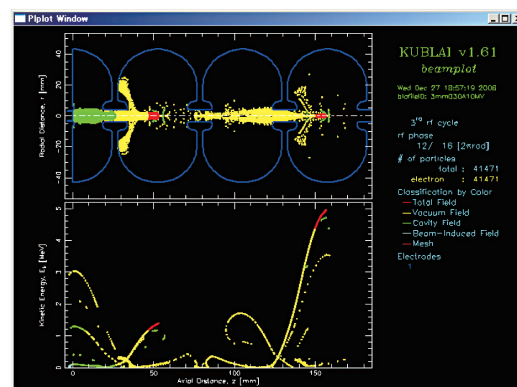 Plplot Window
KUBLAI v1.61
beamplot
Wed Dec 27 18:57:19 2006
3rd rf cycle
rf phase
12/ 16 [2πrad]
# of particles
total : 41471
electron : 41471
Classification by Color
Total Field
Vacuum Field
Cavity Field
Beam-Induced Field
Mesh
Electrodes
1
Radial Distance, r [mm]
40
20
0
-20
-40
Kinetic Energy, Ek [MeV]
5
4
3
2
1
0
0
50
100
150
Axial Distance, z [mm]